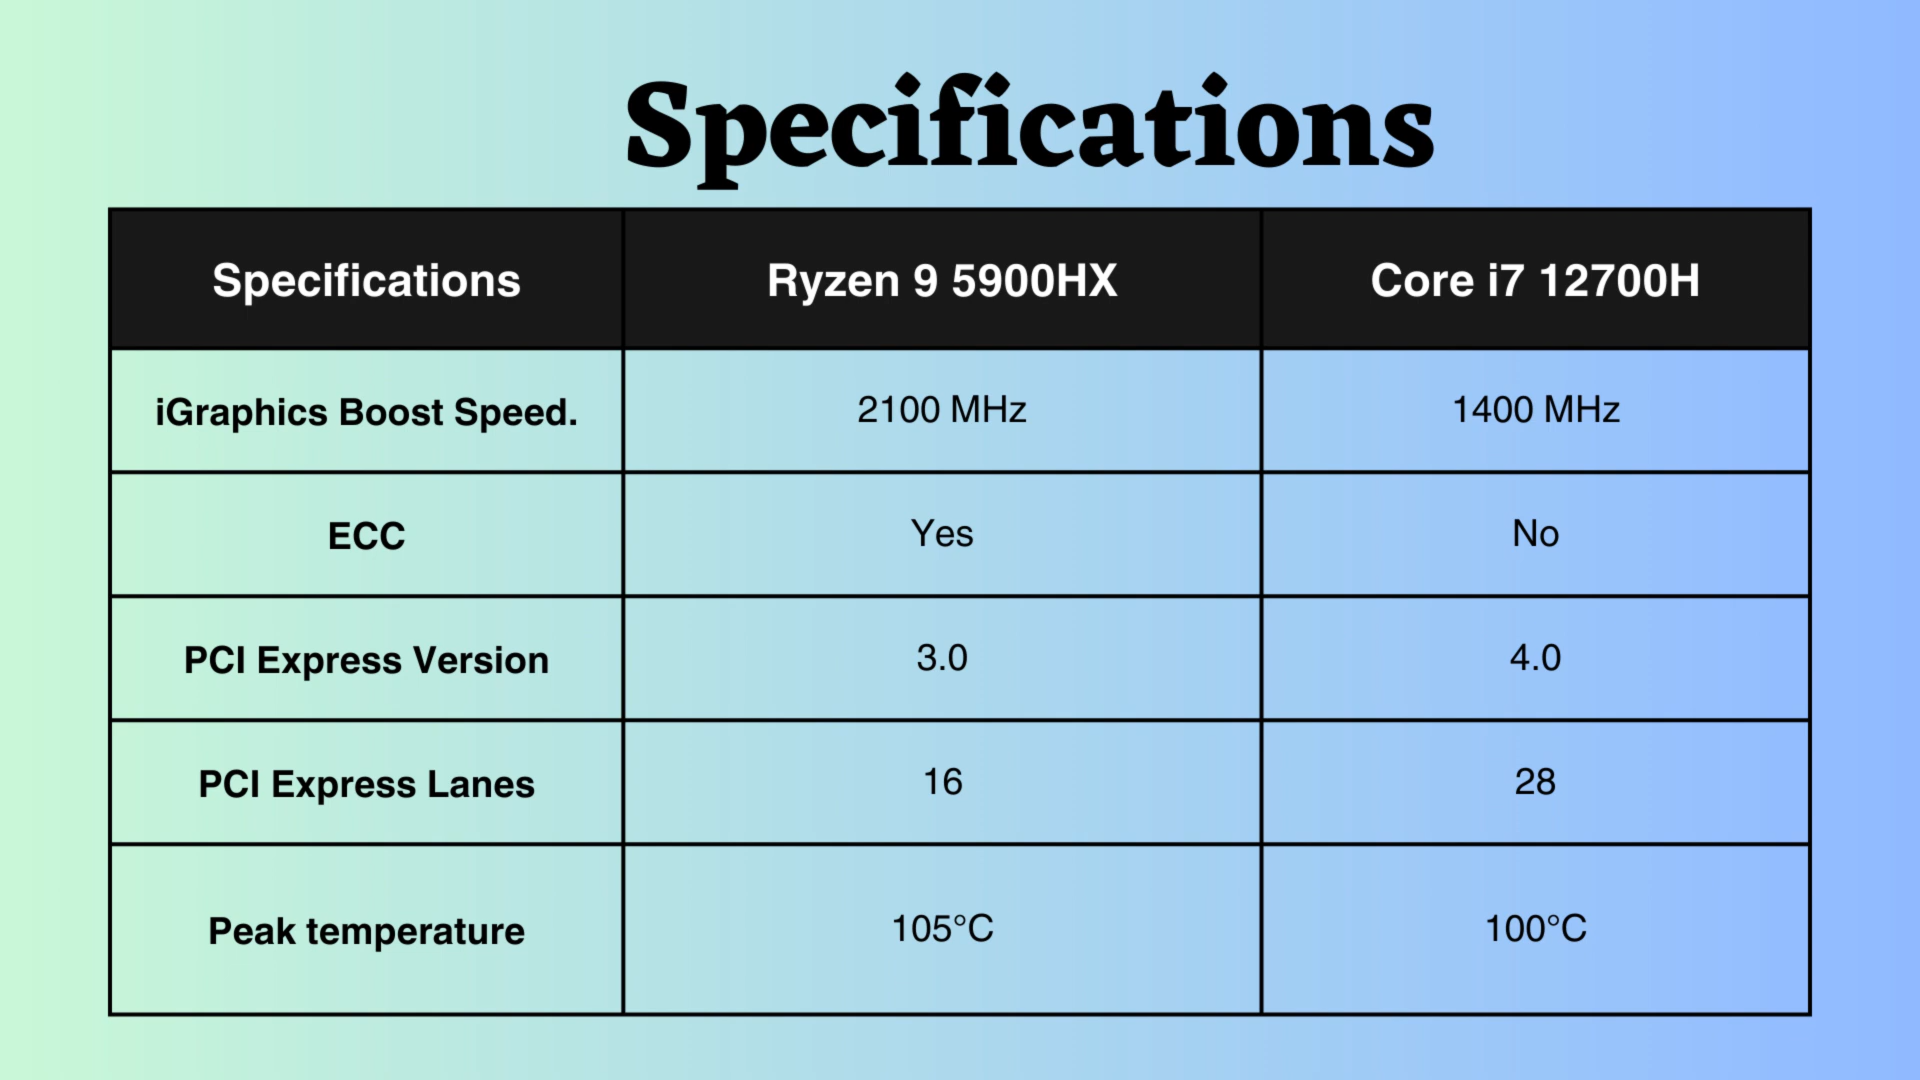 Specifications
Specifications Ryzen 9 5900HX Core i7 12700H
iGraphics Boost Speed. 2100 MHz 1400 MHz
ECC Yes No
PCI Express Version 3.0 4.0
PCI Express Lanes 16 28
Peak temperature 105°C 100°C